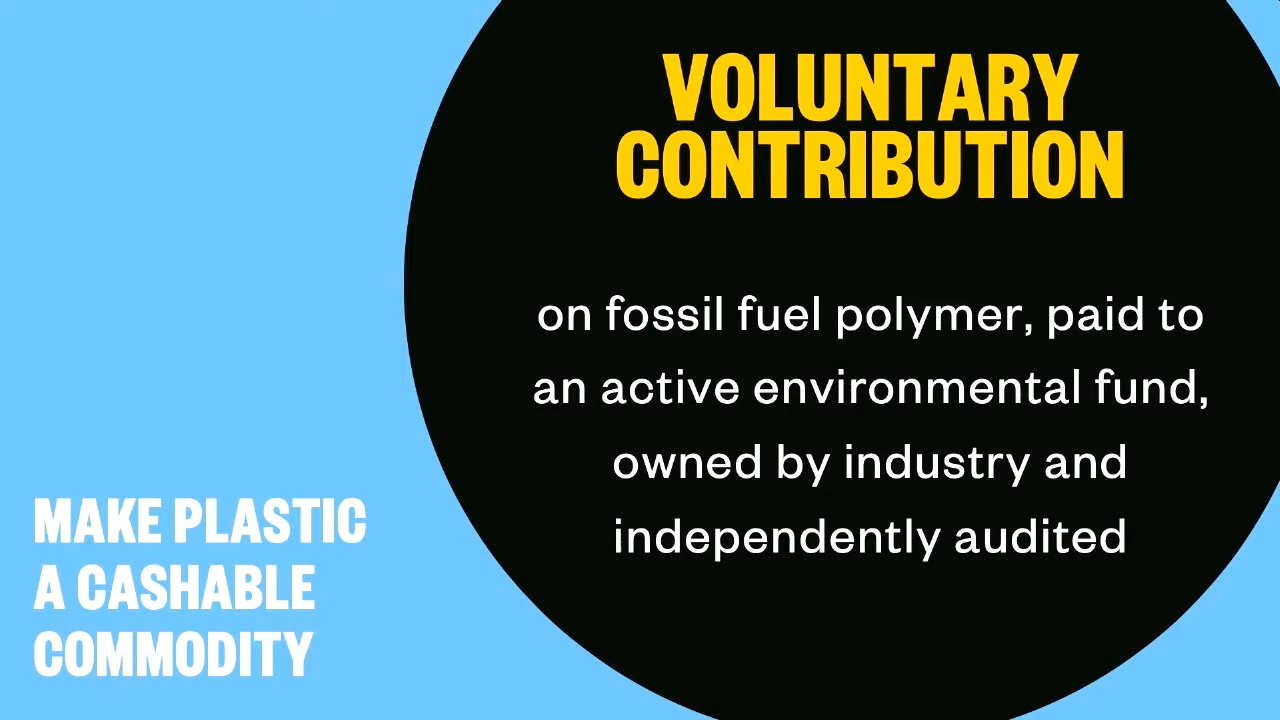 VOLUNTARY
CONTRIBUTION
on fossil fuel polymer, paid to
an active environmental fund,
owned by industry and
independently audited
MAKE PLASTIC
A CASHABLE
COMMODITY